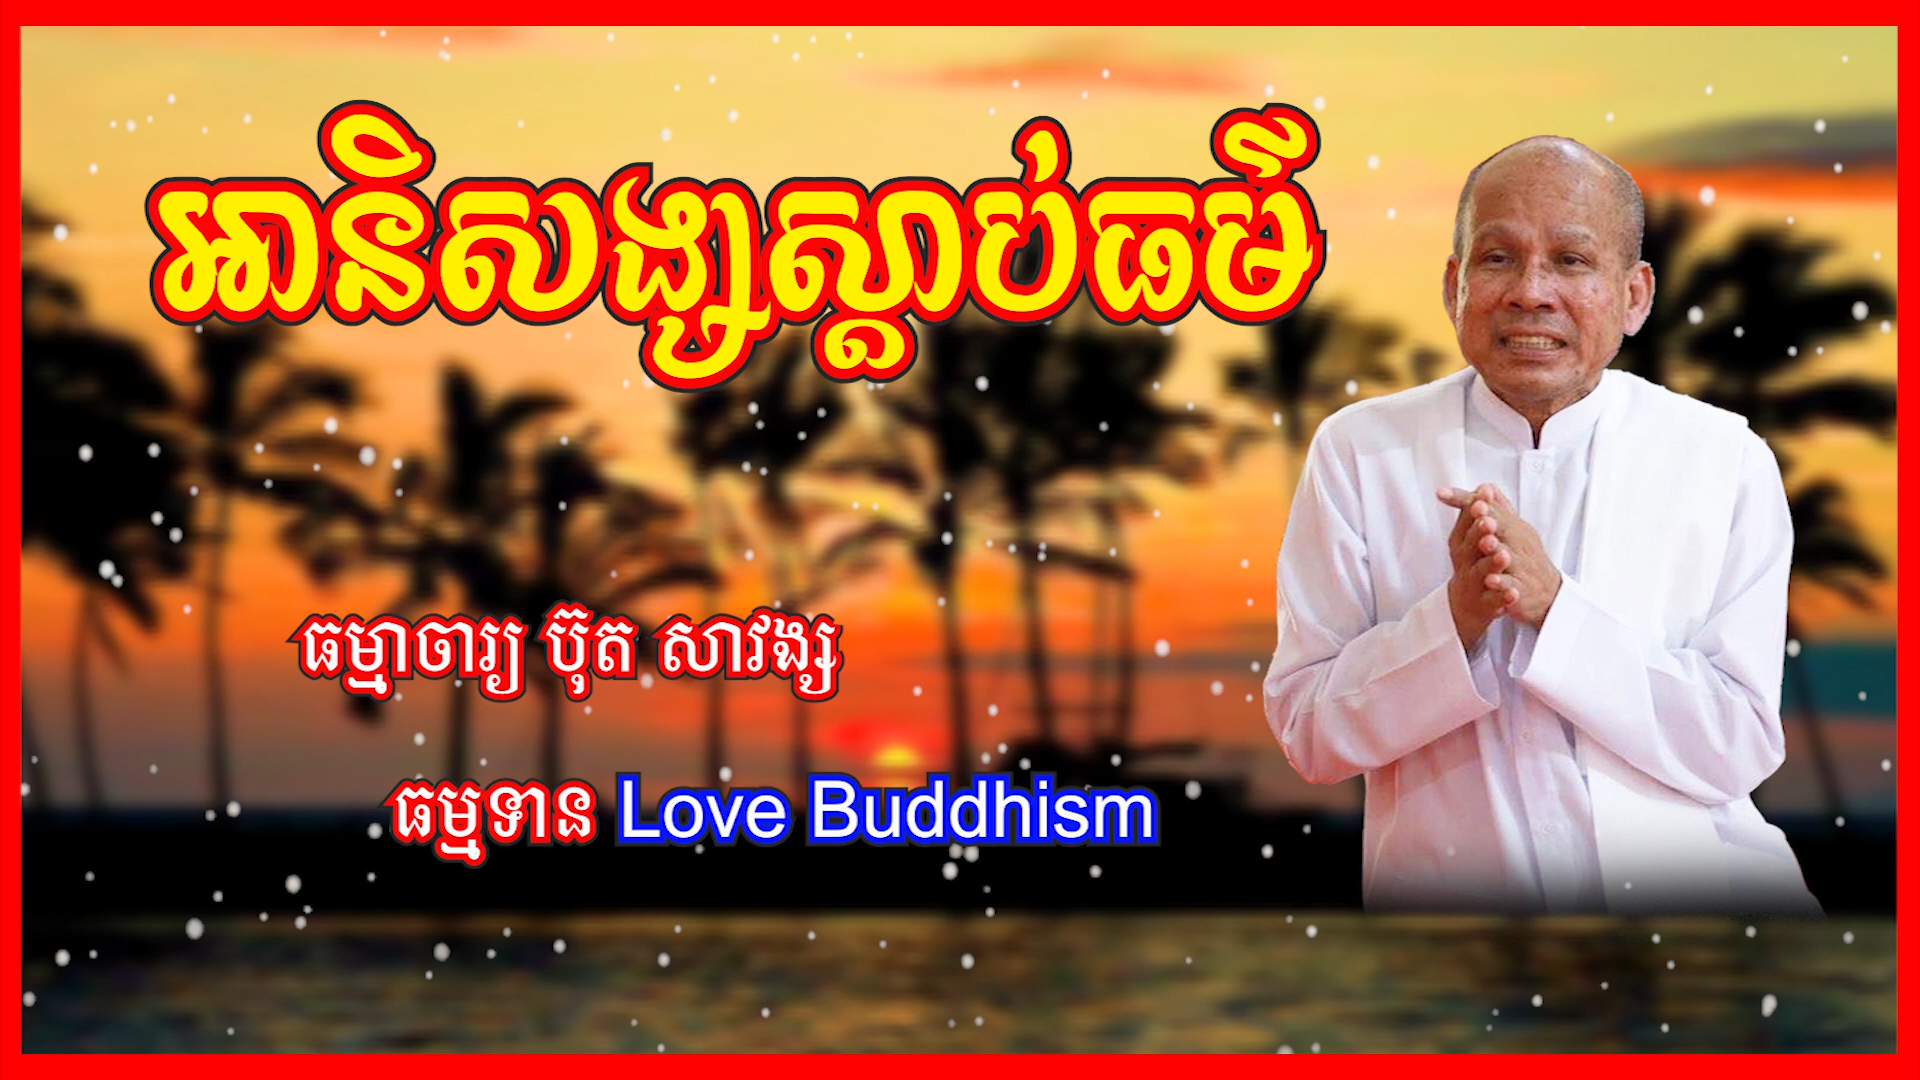 អានិសង្ឃស្ដាប់ធម៌
ធម្មាចារ្យ ប៊ុត សាវង្ស
ធម្មទាន Love Buddhism